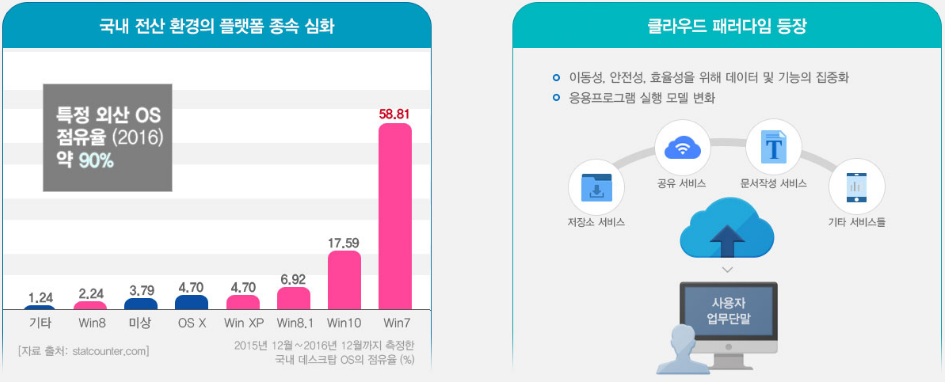 국내 전산 환경의 플랫폼 종속 심화
특정 외산 OS
점유율 (2016)
약 90%
1.24
2.24
3.79
4.70
4.70
6.92
17.59
58.81
기타
Win8
미상
OS X
Win XP
Win8.1
Win10
Win7
[자료 출처: statcounter.com]
2015년 12월~2016년 12월까지 측정한
국내 데스크탑 OS의 점유율 (%)
클라우드 패러다임 등장
이동성, 안전성, 효율성을 위해 데이터 및 기능의 집중화
응용프로그램 실행 모델 변화
저장소 서비스
공유 서비스
T
문서작성 서비스
기타 서비스들
사용자
업무단말